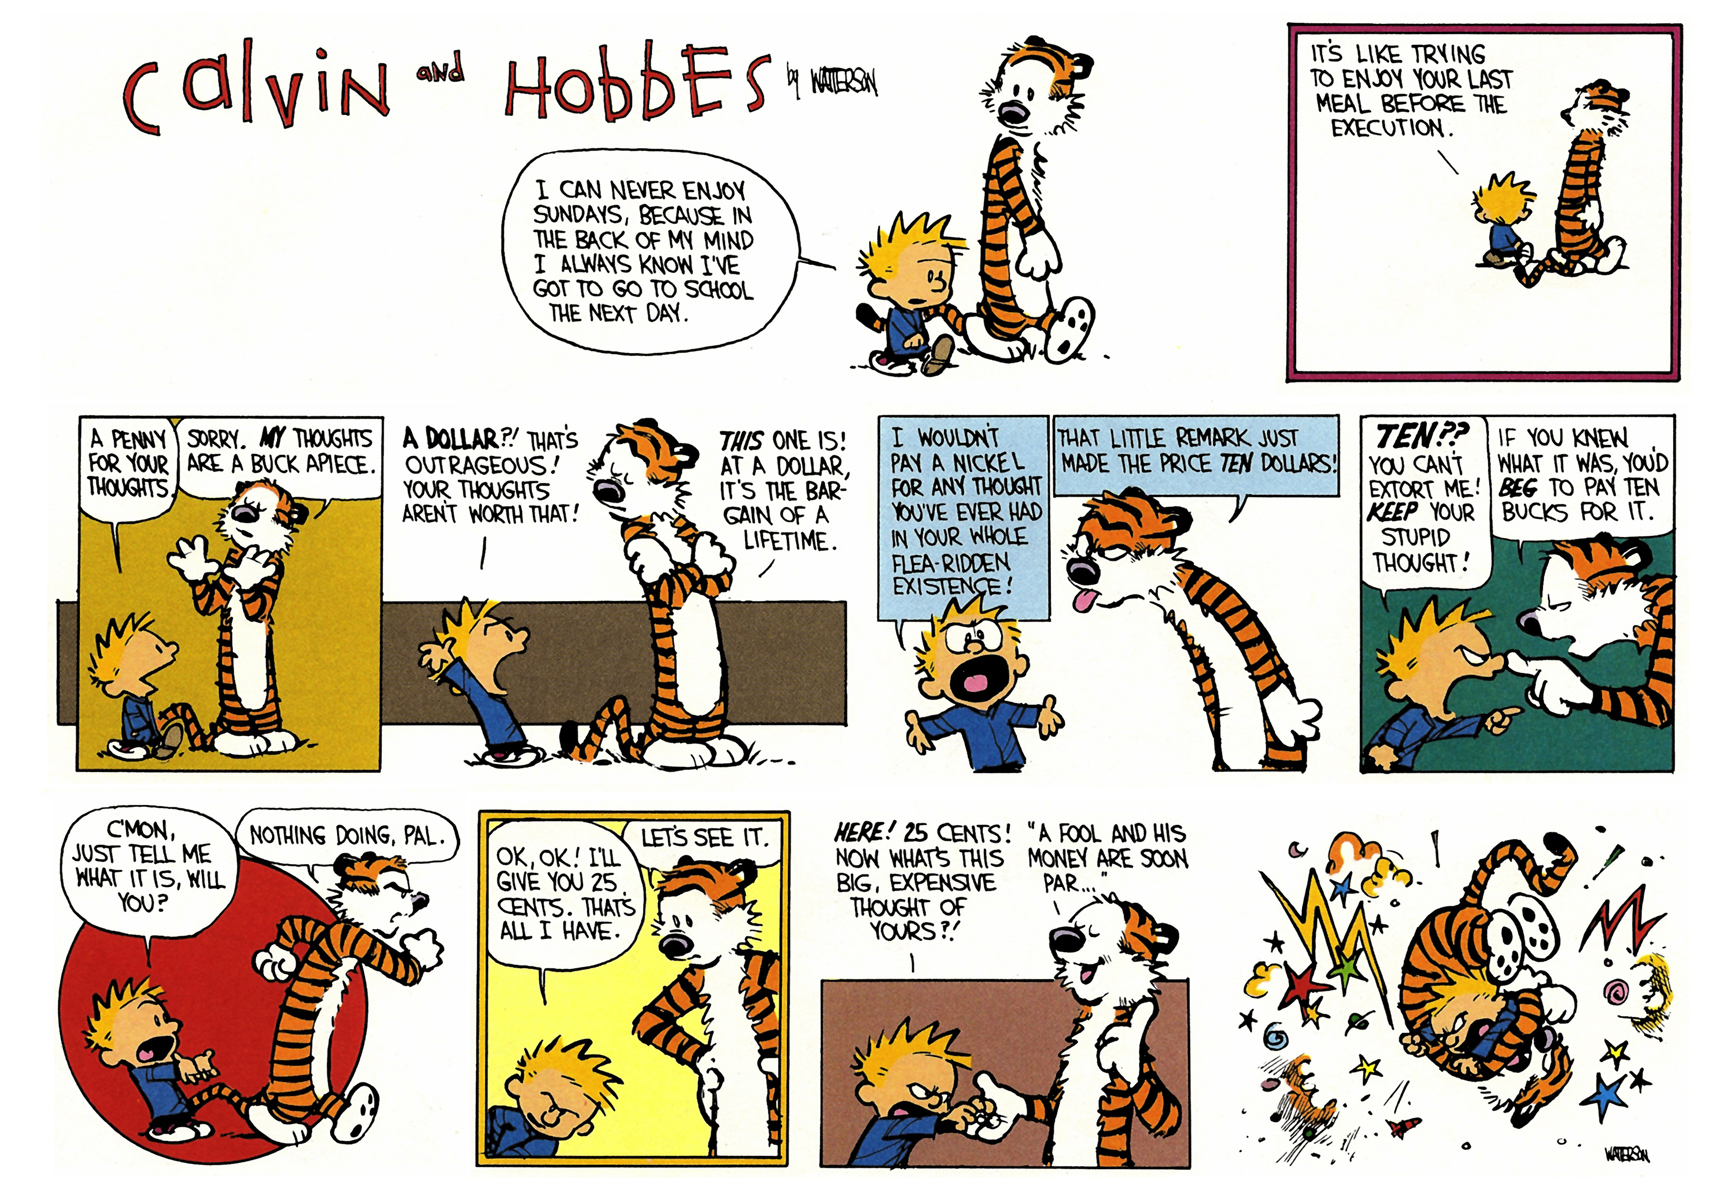 CALVIN and HOBBES by WATTERSON
I CAN NEVER ENJOY
SUNDAYS, BECAUSE IN
THE BACK OF MY MIND
I ALWAYS KNOW I'VE
GOT TO GO TO SCHOOL
THE NEXT DAY.
IT'S LIKE TRYING
TO ENJOY YOUR LAST
MEAL BEFORE THE
EXECUTION.
A PENNY
FOR YOUR
THOUGHTS.
SORRY. MY THOUGHTS
ARE A BUCK APIECE.
A DOLLAR?! THAT'S
OUTRAGEOUS!
YOUR THOUGHTS
AREN'T WORTH THAT!
THIS ONE IS!
AT A DOLLAR,
IT'S THE BAR-
GAIN OF A
LIFETIME.
I WOULDN'T
PAY A NICKEL
FOR ANY THOUGHT
YOU'VE EVER HAD
IN YOUR WHOLE
FLEA-RIDDEN
EXISTENCE!
THAT LITTLE REMARK JUST
MADE THE PRICE TEN DOLLARS!
TEN??
YOU CAN'T
EXTORT ME!
KEEP YOUR
STUPID
THOUGHT!
IF YOU KNEW
WHAT IT WAS, YOU'D
BEG TO PAY TEN
BUCKS FOR IT.
C'MON,
JUST TELL ME
WHAT IT IS, WILL
YOU?
NOTHING DOING, PAL.
OK, OK! I'LL
GIVE YOU 25
CENTS. THAT'S
ALL I HAVE.
LET'S SEE IT.
HERE! 25 CENTS!
NOW WHAT'S THIS
BIG, EXPENSIVE
THOUGHT OF
YOURS?!
"A FOOL AND HIS
MONEY ARE SOON
PAR..."
WATTERSON